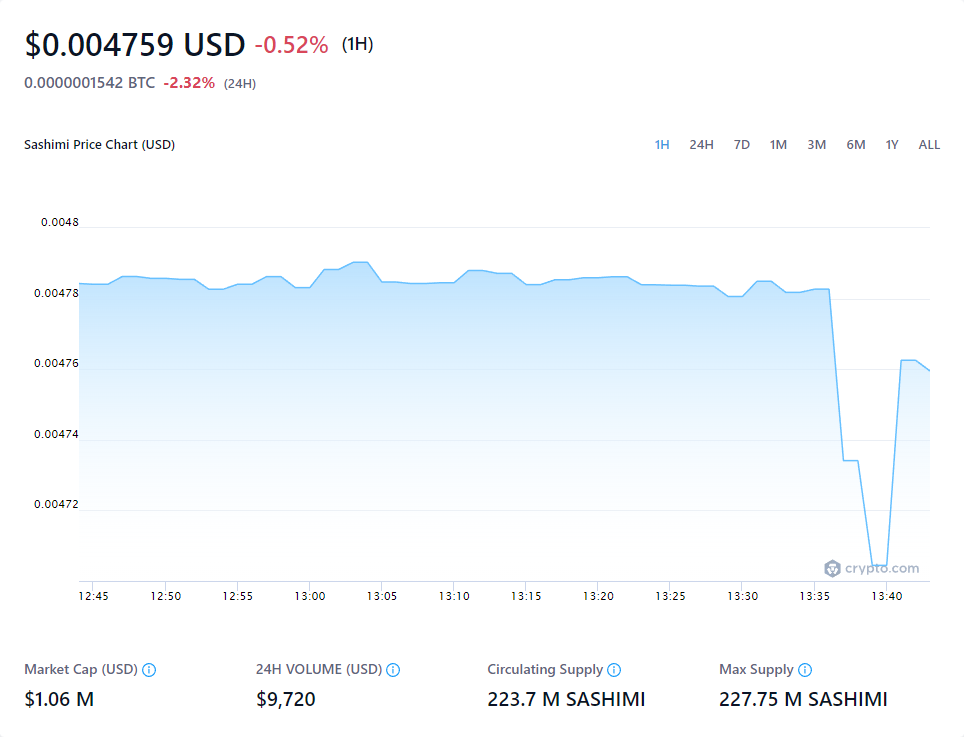 $0.004759 USD -0.52% (1H)
0.0000001542 BTC -2.32% (24H)
Sashimi Price Chart (USD) 1H 24H 7D 1M 3M 6M 1Y ALL
0.0048
0.00478
0.00476
0.00474
0.00472
crypto.com
12:45 12:50 12:55 13:00 13:05 13:10 13:15 13:20 13:25 13:30 13:35 13:40
Market Cap (USD) 24H VOLUME (USD) Circulating Supply Max Supply
$1.06 M $9,720 223.7 M SASHIMI 227.75 M SASHIMI